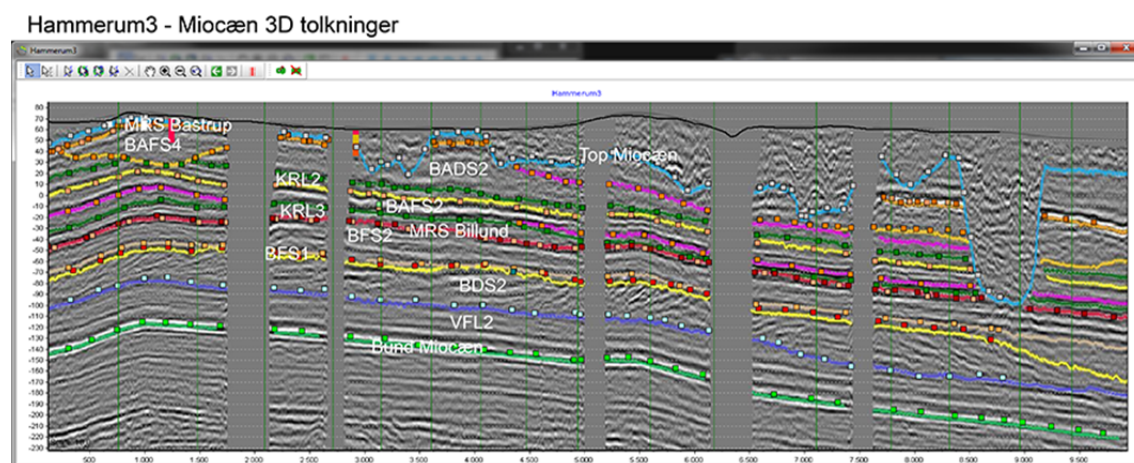 Hammerum3 - Miocæn 3D tolkninger
Hammerum3
Hammerum3
80
70
60
50
40
30
20
10
0
-10
-20
-30
-40
-50
-60
-70
-80
-90
-100
-110
-120
-130
-140
-150
-160
-170
-180
-190
-200
-210
-220
-230
MRS Bastrup
BAFS4
Top Miocæn
BADS2
KRL2
BAFS2
KRL3
MRS Billund
BFS2
BFS1
BDS2
VFL2
Bund Miocæn
500 1.000 1.500 2.000 2.500 3.000 3.500 4.000 4.500 5.000 5.500 6.000 6.500 7.000 7.500 8.000 8.500 9.000 9.500